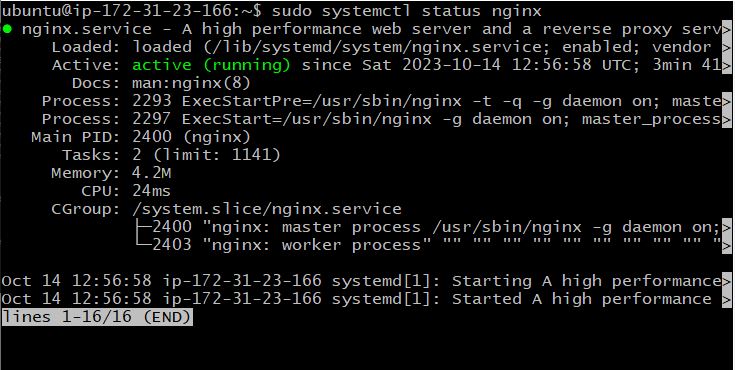 ubuntu@ip-172-31-23-166:~$ sudo systemctl status nginx
● nginx.service - A high performance web server and a reverse proxy serv>
     Loaded: loaded (/lib/systemd/system/nginx.service; enabled; vendor >
     Active: active (running) since Sat 2023-10-14 12:56:58 UTC; 3min 41>
       Docs: man:nginx(8)
    Process: 2293 ExecStartPre=/usr/sbin/nginx -t -q -g daemon on; maste>
    Process: 2297 ExecStart=/usr/sbin/nginx -g daemon on; master_process>
   Main PID: 2400 (nginx)
      Tasks: 2 (limit: 1141)
     Memory: 4.2M
        CPU: 24ms
     CGroup: /system.slice/nginx.service
             ├─2400 "nginx: master process /usr/sbin/nginx -g daemon on;>
             └─2403 "nginx: worker process" "" "" "" "" "" "" "" "" "" ">
Oct 14 12:56:58 ip-172-31-23-166 systemd[1]: Starting A high performance>
Oct 14 12:56:58 ip-172-31-23-166 systemd[1]: Started A high performance >
lines 1-16/16 (END)